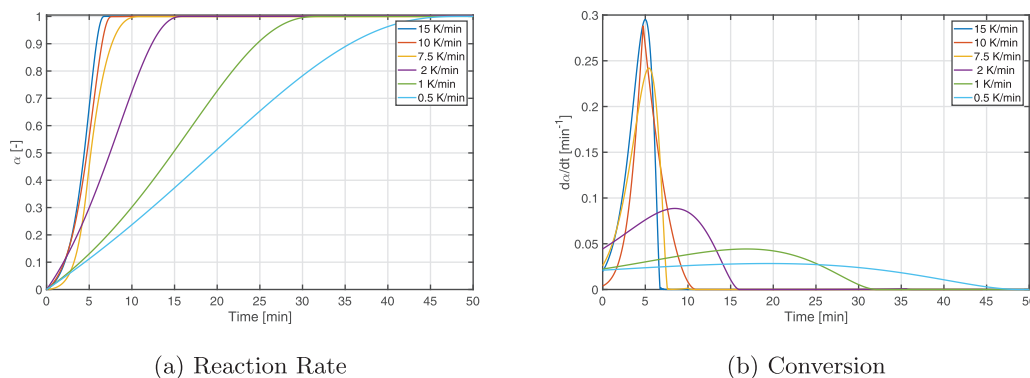 1
0.9
0.8
0.7
0.6
0.5
0.4
0.3
0.2
0.1
0
α [-]
0 5 10 15 20 25 30 35 40 45 50
Time [min]
15 K/min
10 K/min
7.5 K/min
2 K/min
1 K/min
0.5 K/min
(a) Reaction Rate
0.3
0.25
0.2
0.15
0.1
0.05
0
dα/dt [min⁻¹]
0 5 10 15 20 25 30 35 40 45 50
Time [min]
15 K/min
10 K/min
7.5 K/min
2 K/min
1 K/min
0.5 K/min
(b) Conversion